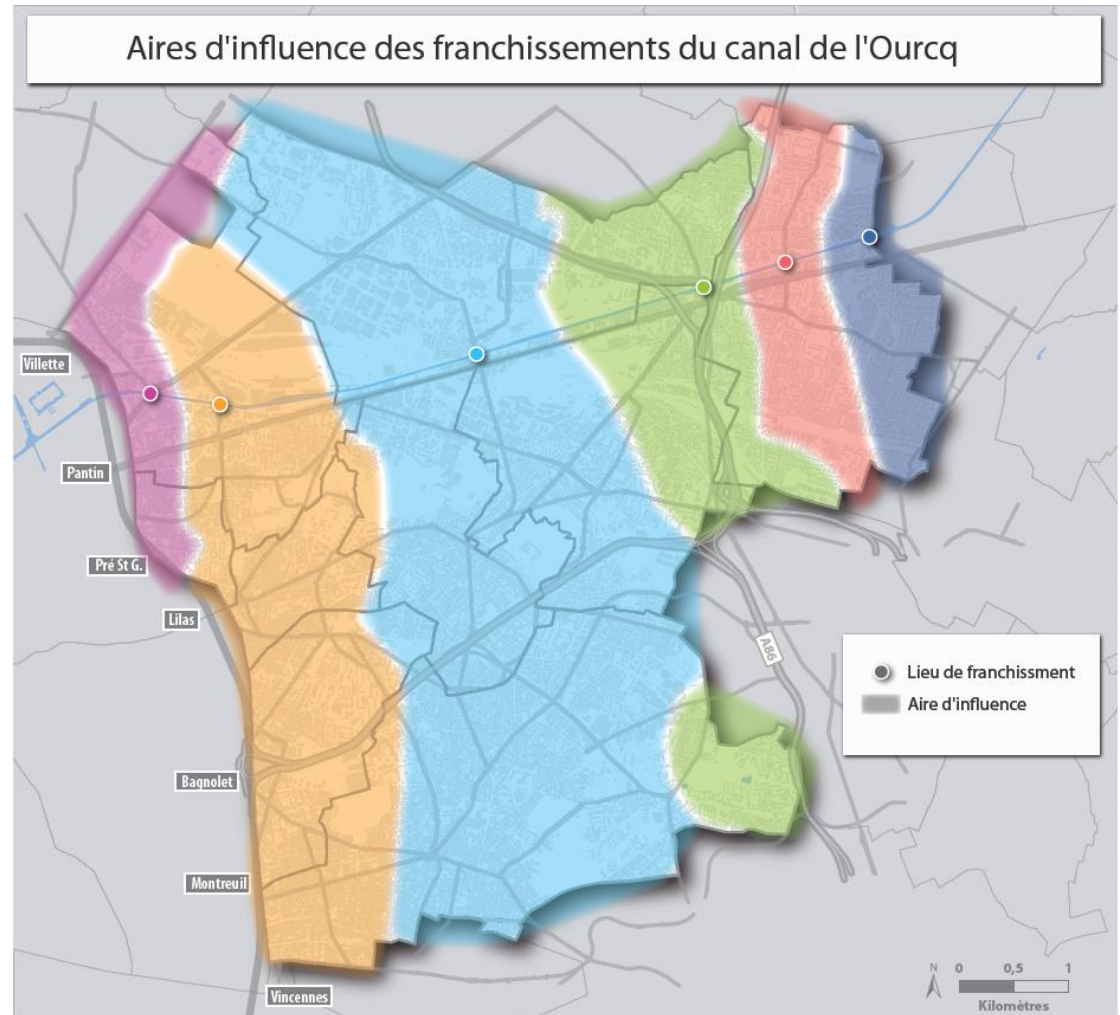 Aires d'influence des franchissements du canal de l'Ourcq
Villette
Pantin
Pré St G.
Lilas
A86
Lieu de franchissment
Aire d'influence
Bagnolet
Montreuil
Vincennes
N 0 0,5 1
Kilomètres